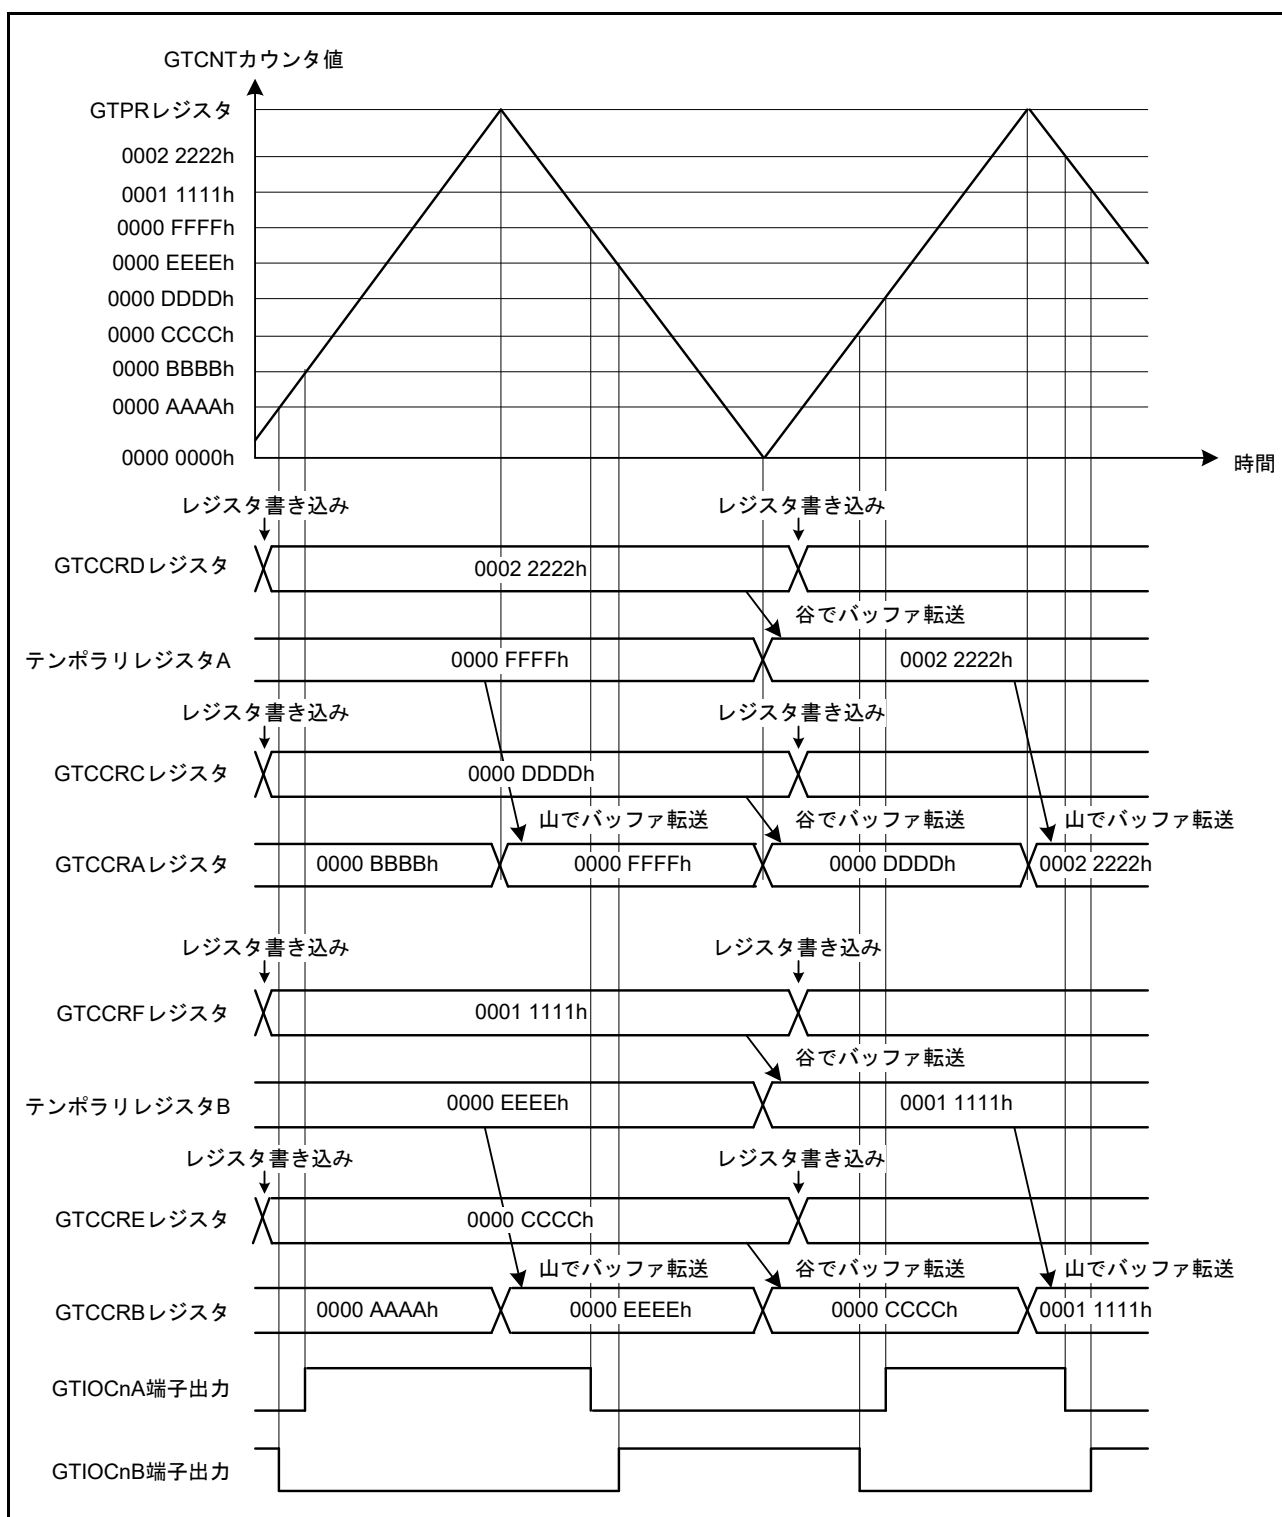 GTCNTカウンタ値
GTPRレジスタ
0002 2222h
0001 1111h
0000 FFFFh
0000 EEEEh
0000 DDDDh
0000 CCCCh
0000 BBBBh
0000 AAAAh
0000 0000h
時間
レジスタ書き込み レジスタ書き込み
GTCCRDレジスタ 0002 2222h
谷でバッファ転送
テンポラリレジスタA 0000 FFFFh 0002 2222h
レジスタ書き込み レジスタ書き込み
GTCCRCレジスタ 0000 DDDDh
山でバッファ転送 谷でバッファ転送 山でバッファ転送
GTCCRAレジスタ 0000 BBBBh 0000 FFFFh 0000 DDDDh 0002 2222h
レジスタ書き込み レジスタ書き込み
GTCCRFレジスタ 0001 1111h
谷でバッファ転送
テンポラリレジスタB 0000 EEEEh 0001 1111h
レジスタ書き込み レジスタ書き込み
GTCCREレジスタ 0000 CCCCh
山でバッファ転送 谷でバッファ転送 山でバッファ転送
GTCCRBレジスタ 0000 AAAAh 0000 EEEEh 0000 CCCCh 0001 1111h
GTIOCnA端子出力
GTIOCnB端子出力